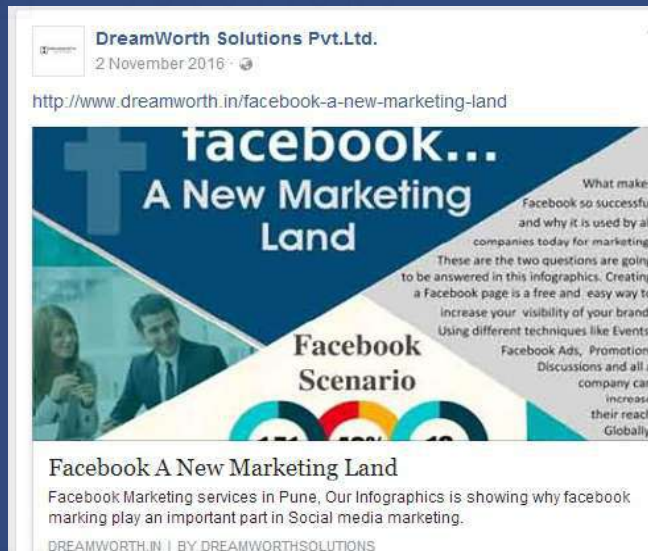 DreamWorth Solutions Pvt.Ltd.
2 November 2016 ·
http://www.dreamworth.in/facebook-a-new-marketing-land
facebook...
A New Marketing
Land
What make
Facebook so successfu
and why it is used by al
companies today for marketing
These are the two questions are going
to be answered in this infographics. Creating
a Facebook page is a free and easy way to
increase your visibility of your brand
Using different techniques like Events
Facebook Ads, Promotion
Discussions and all
company can
increase
their reach
Globally
Facebook
Scenario
Facebook A New Marketing Land
Facebook Marketing services in Pune, Our Infographics is showing why facebook
marking play an important part in Social media marketing.
DREAMWORTH.IN | BY DREAMWORTHSOLUTIONS